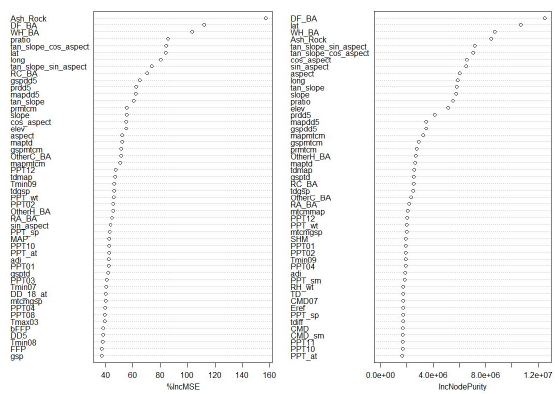 Ash_Rock
DF_BA
WH_BA
pratio
tan_slope_cos_aspect
lat
long
tan_slope_sin_aspect
RC_BA
gspdd5
prdd5
mapdd5
tan_slope
prmtcm
slope
cos_aspect
elev
aspect
maptd
gspmtcm
OtherC_BA
mapmtcm
PPT12
tdmap
Tmin09
tdgsp
PPT_wt
PPT02
OtherH_BA
RA_BA
sin_aspect
PPT_sp
MAP
PPT10
PPT_at
adi
PPT01
gsptd
PPT03
Tmin07
DD_18_at
mtcmgsp
PPT04
PPT08
Tmax03
bFFP
DD5
Tmin08
FFP
gsp
40 60 80 100 120 140 160
%IncMSE
DF_BA
lat
WH_BA
Ash_Rock
tan_slope_sin_aspect
tan_slope_cos_aspect
cos_aspect
sin_aspect
aspect
long
tan_slope
slope
pratio
elev
prdd5
mapdd5
gspdd5
mapmtcm
gspmtcm
prmtcm
OtherH_BA
maptd
tdmap
gsptd
RC_BA
tdgsp
OtherC_BA
RA_BA
mtcmmap
PPT12
PPT_wt
mtcmgsp
SHM
PPT01
PPT02
Tmin09
PPT04
adi
PPT_sm
RH_wt
TD
CMD07
Eref
PPT_sp
tdiff
CMD
CMD_sm
PPT11
PPT10
PPT_at
0.0e+00 4.0e+06 8.0e+06 1.2e+07
IncNodePurity